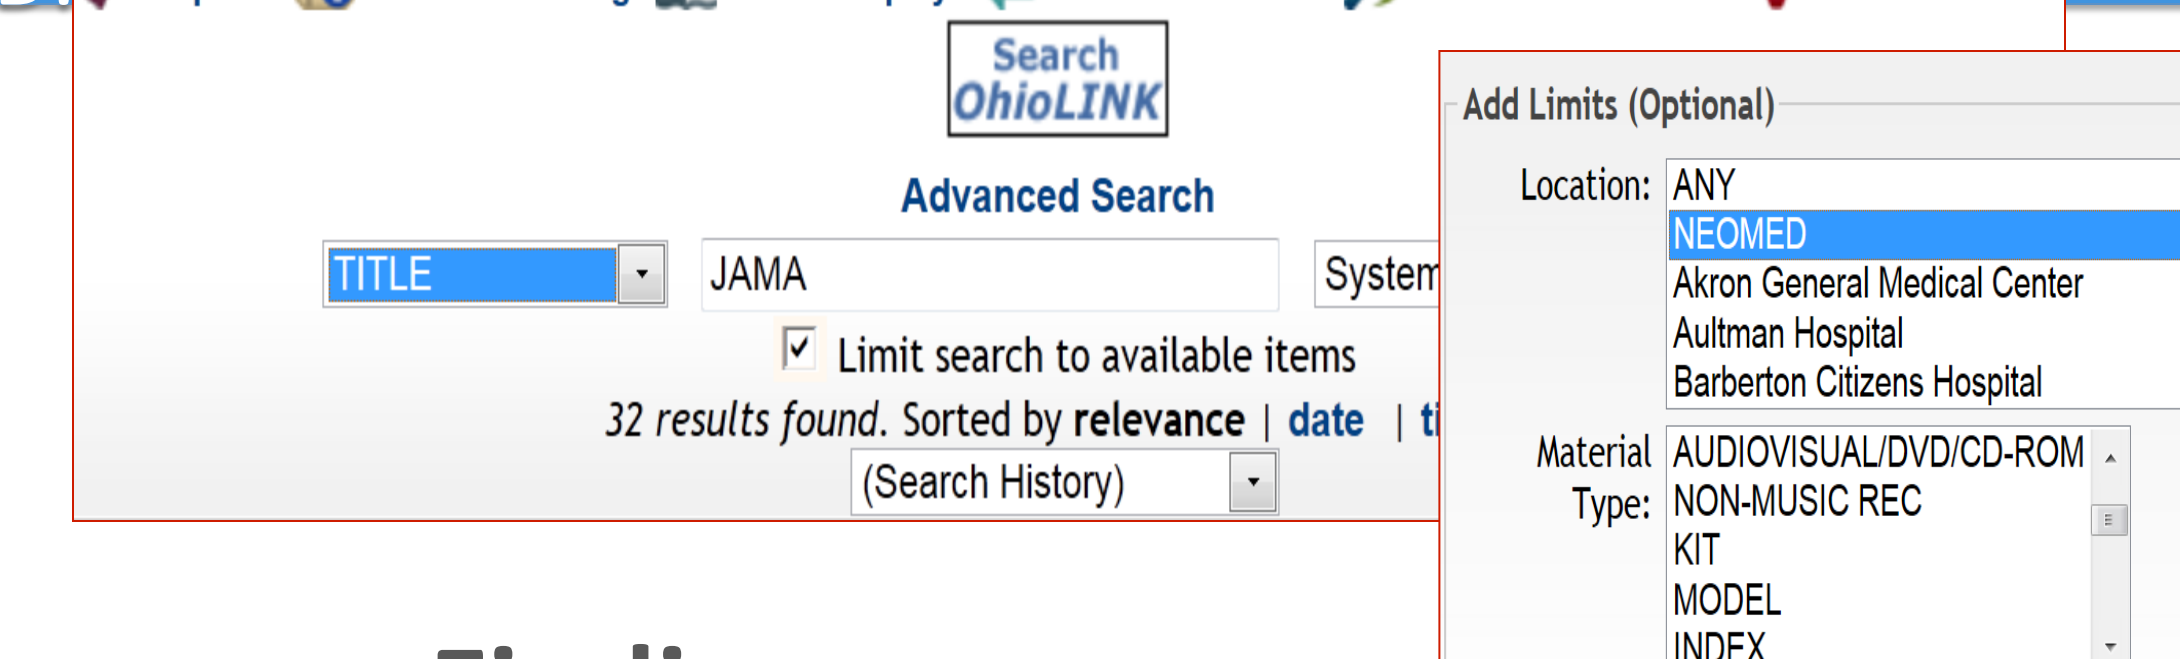 Search
OhioLINK
Advanced Search
TITLE JAMA System
Limit search to available items
32 results found. Sorted by relevance | date |
(Search History)
Add Limits (Optional)
Location: ANY
NEOMED
Akron General Medical Center
Aultman Hospital
Barberton Citizens Hospital
Material Type: AUDIOVISUAL/DVD/CD-ROM
NON-MUSIC REC
KIT
MODEL
INDEX